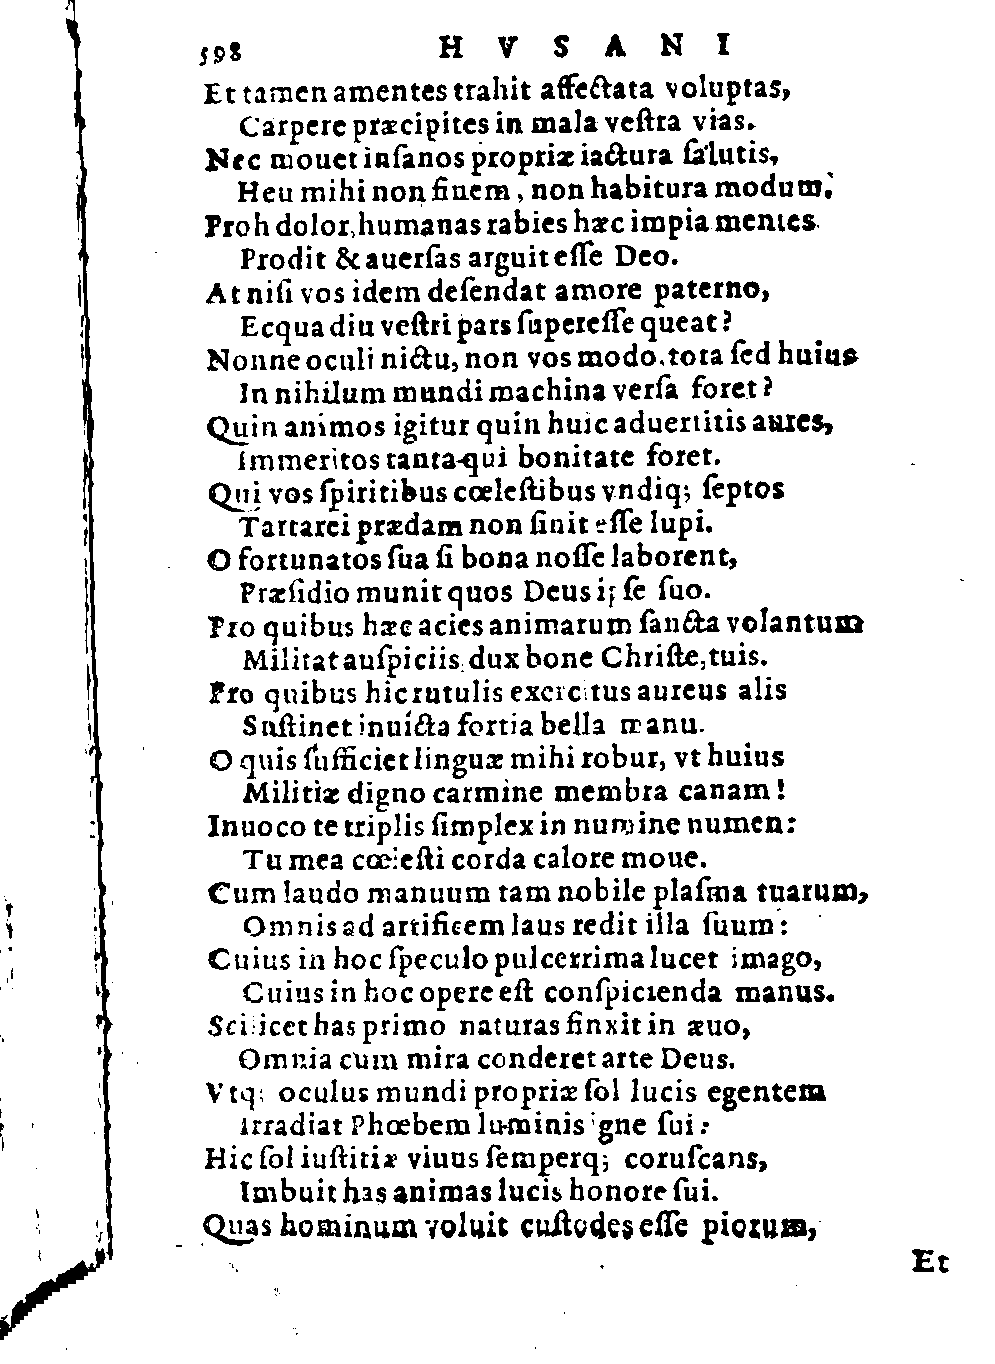 598 HVSANI
Et tamen amentes trahit affectata voluptas,
Carpere præcipites in mala veſtra vias.
Nec mouet inſanos propriæ iactura ſalutis,
Heu mihi non finem, non habitura modum.
Proh dolor, humanas rabies hæc impia mentes
Prodit & auerſas arguit eſſe Deo.
At niſi vos idem defendat amore paterno,
Ecqua diu veſtri pars ſupereſſe queat?
Nonne oculi nictu, non vos modo, tota ſed huius
In nihilum mundi machina verſa foret?
Quin animos igitur quin huic aduertitis aures,
Immeritos tanta qui bonitate foret.
Qui vos ſpiritibus cœleſtibus vndiq; ſeptos
Tartarei prædam non ſinit eſſe lupi.
O fortunatos ſua ſi bona noſſe laborent,
Præſidio munit quos Deus ipſe ſuo.
Pro quibus hæc acies animarum ſancta volantum
Militat auſpiciis, dux bone Chriſte, tuis.
Pro quibus hic rutulis exercitus aureus alis
Suſtinet inuicta fortia bella manu.
O quis ſufficiet linguæ mihi robur, vt huius
Militiæ digno carmine membra canam!
Inuoco te triplis ſimplex in numine numen:
Tu mea cœleſti corda calore moue.
Cum laudo manuum tam nobile plaſma tuarum,
Omnis ad artificem laus redit illa ſuum:
Cuius in hoc ſpeculo pulcerrima lucet imago,
Cuius in hoc opere eſt conſpicienda manus.
Scilicet has primo naturas finxit in æuo,
Omnia cum mira conderet arte Deus.
Vtq; oculus mundi propriæ ſol lucis egentem
Irradiat Phœbem luminis igne ſui:
Hic ſol iuſtitiæ viuus ſemperq; coruſcans,
Imbuit has animas lucis honore ſui.
Quas hominum voluit cuſtodes eſſe piorum,
Et